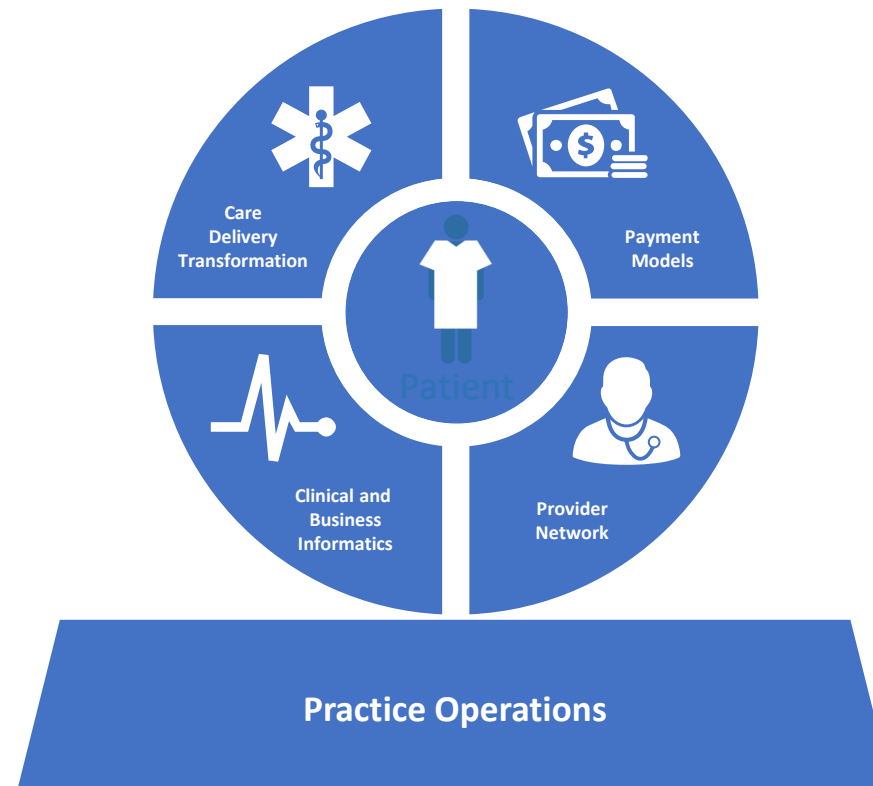 Care
Delivery
Transformation
Payment
Models
Patient
Clinical and
Business
Informatics
Provider
Network
Practice Operations